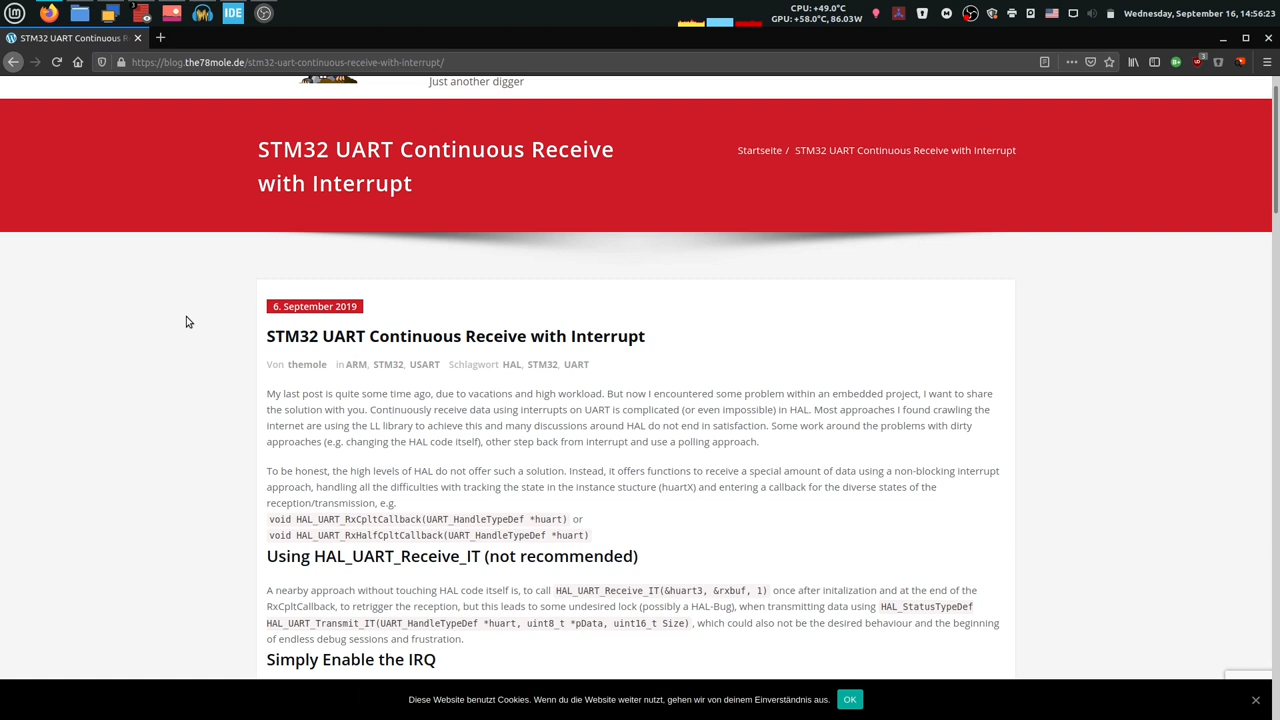 IDE
CPU: +49.0°C
GPU: +58.0°C, 86.03W
Wednesday, September 16, 14:56:23
STM32 UART Continuous R
https://blog.the78mole.de/stm32-uart-continuous-receive-with-interrupt/
3
Just another digger
STM32 UART Continuous Receive
with Interrupt
Startseite / STM32 UART Continuous Receive with Interrupt
6. September 2019
STM32 UART Continuous Receive with Interrupt
Von themole in ARM, STM32, USART Schlagwort HAL, STM32, UART
My last post is quite some time ago, due to vacations and high workload. But now I encountered some problem within an embedded project, I want to share
the solution with you. Continuously receive data using interrupts on UART is complicated (or even impossible) in HAL. Most approaches I found crawling the
internet are using the LL library to achieve this and many discussions around HAL do not end in satisfaction. Some work around the problems with dirty
approaches (e.g. changing the HAL code itself), other step back from interrupt and use a polling approach.
To be honest, the high levels of HAL do not offer such a solution. Instead, it offers functions to receive a special amount of data using a non-blocking interrupt
approach, handling all the difficulties with tracking the state in the instance stucture (huartX) and entering a callback for the diverse states of the
reception/transmission, e.g.
void HAL_UART_RxCpltCallback(UART_HandleTypeDef *huart) or
void HAL_UART_RxHalfCpltCallback(UART_HandleTypeDef *huart)
Using HAL_UART_Receive_IT (not recommended)
A nearby approach without touching HAL code itself is, to call HAL_UART_Receive_IT(&huart3, &rxbuf, 1) once after initalization and at the end of the
RxCpltCallback, to retrigger the reception, but this leads to some undesired lock (possibly a HAL-Bug), when transmitting data using HAL_StatusTypeDef
HAL_UART_Transmit_IT(UART_HandleTypeDef *huart, uint8_t *pData, uint16_t Size) , which could also not be the desired behaviour and the beginning
of endless debug sessions and frustration.
Simply Enable the IRQ
Diese Website benutzt Cookies. Wenn du die Website weiter nutzt, gehen wir von deinem Einverständnis aus. OK